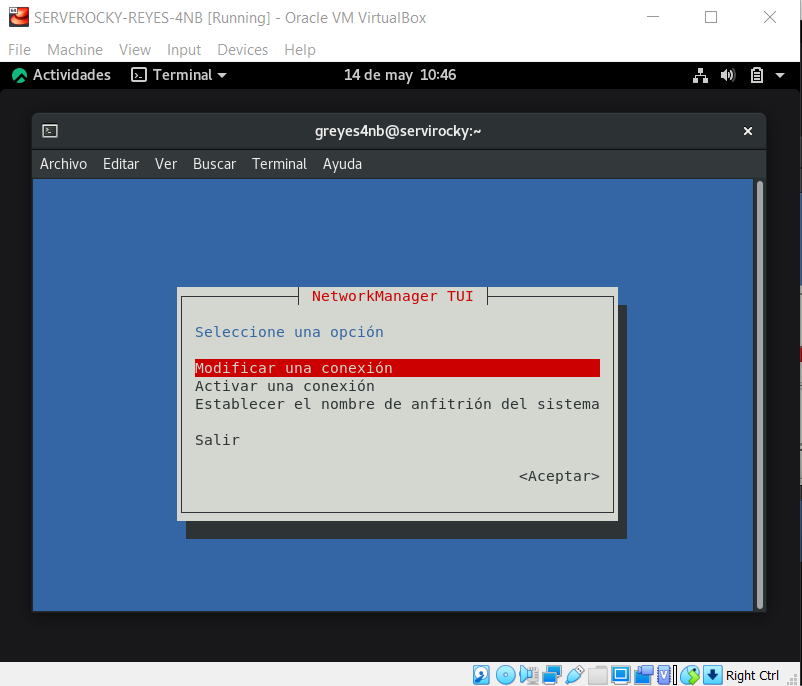 SERVEROCKY-REYES-4NB [Running] - Oracle VM VirtualBox
File Machine View Input Devices Help
Actividades Terminal 14 de may 10:46
greyes4nb@servirocky:~
Archivo Editar Ver Buscar Terminal Ayuda
NetworkManager TUI
Seleccione una opción
Modificar una conexión
Activar una conexión
Establecer el nombre de anfitrión del sistema
Salir
<Aceptar>
Right Ctrl